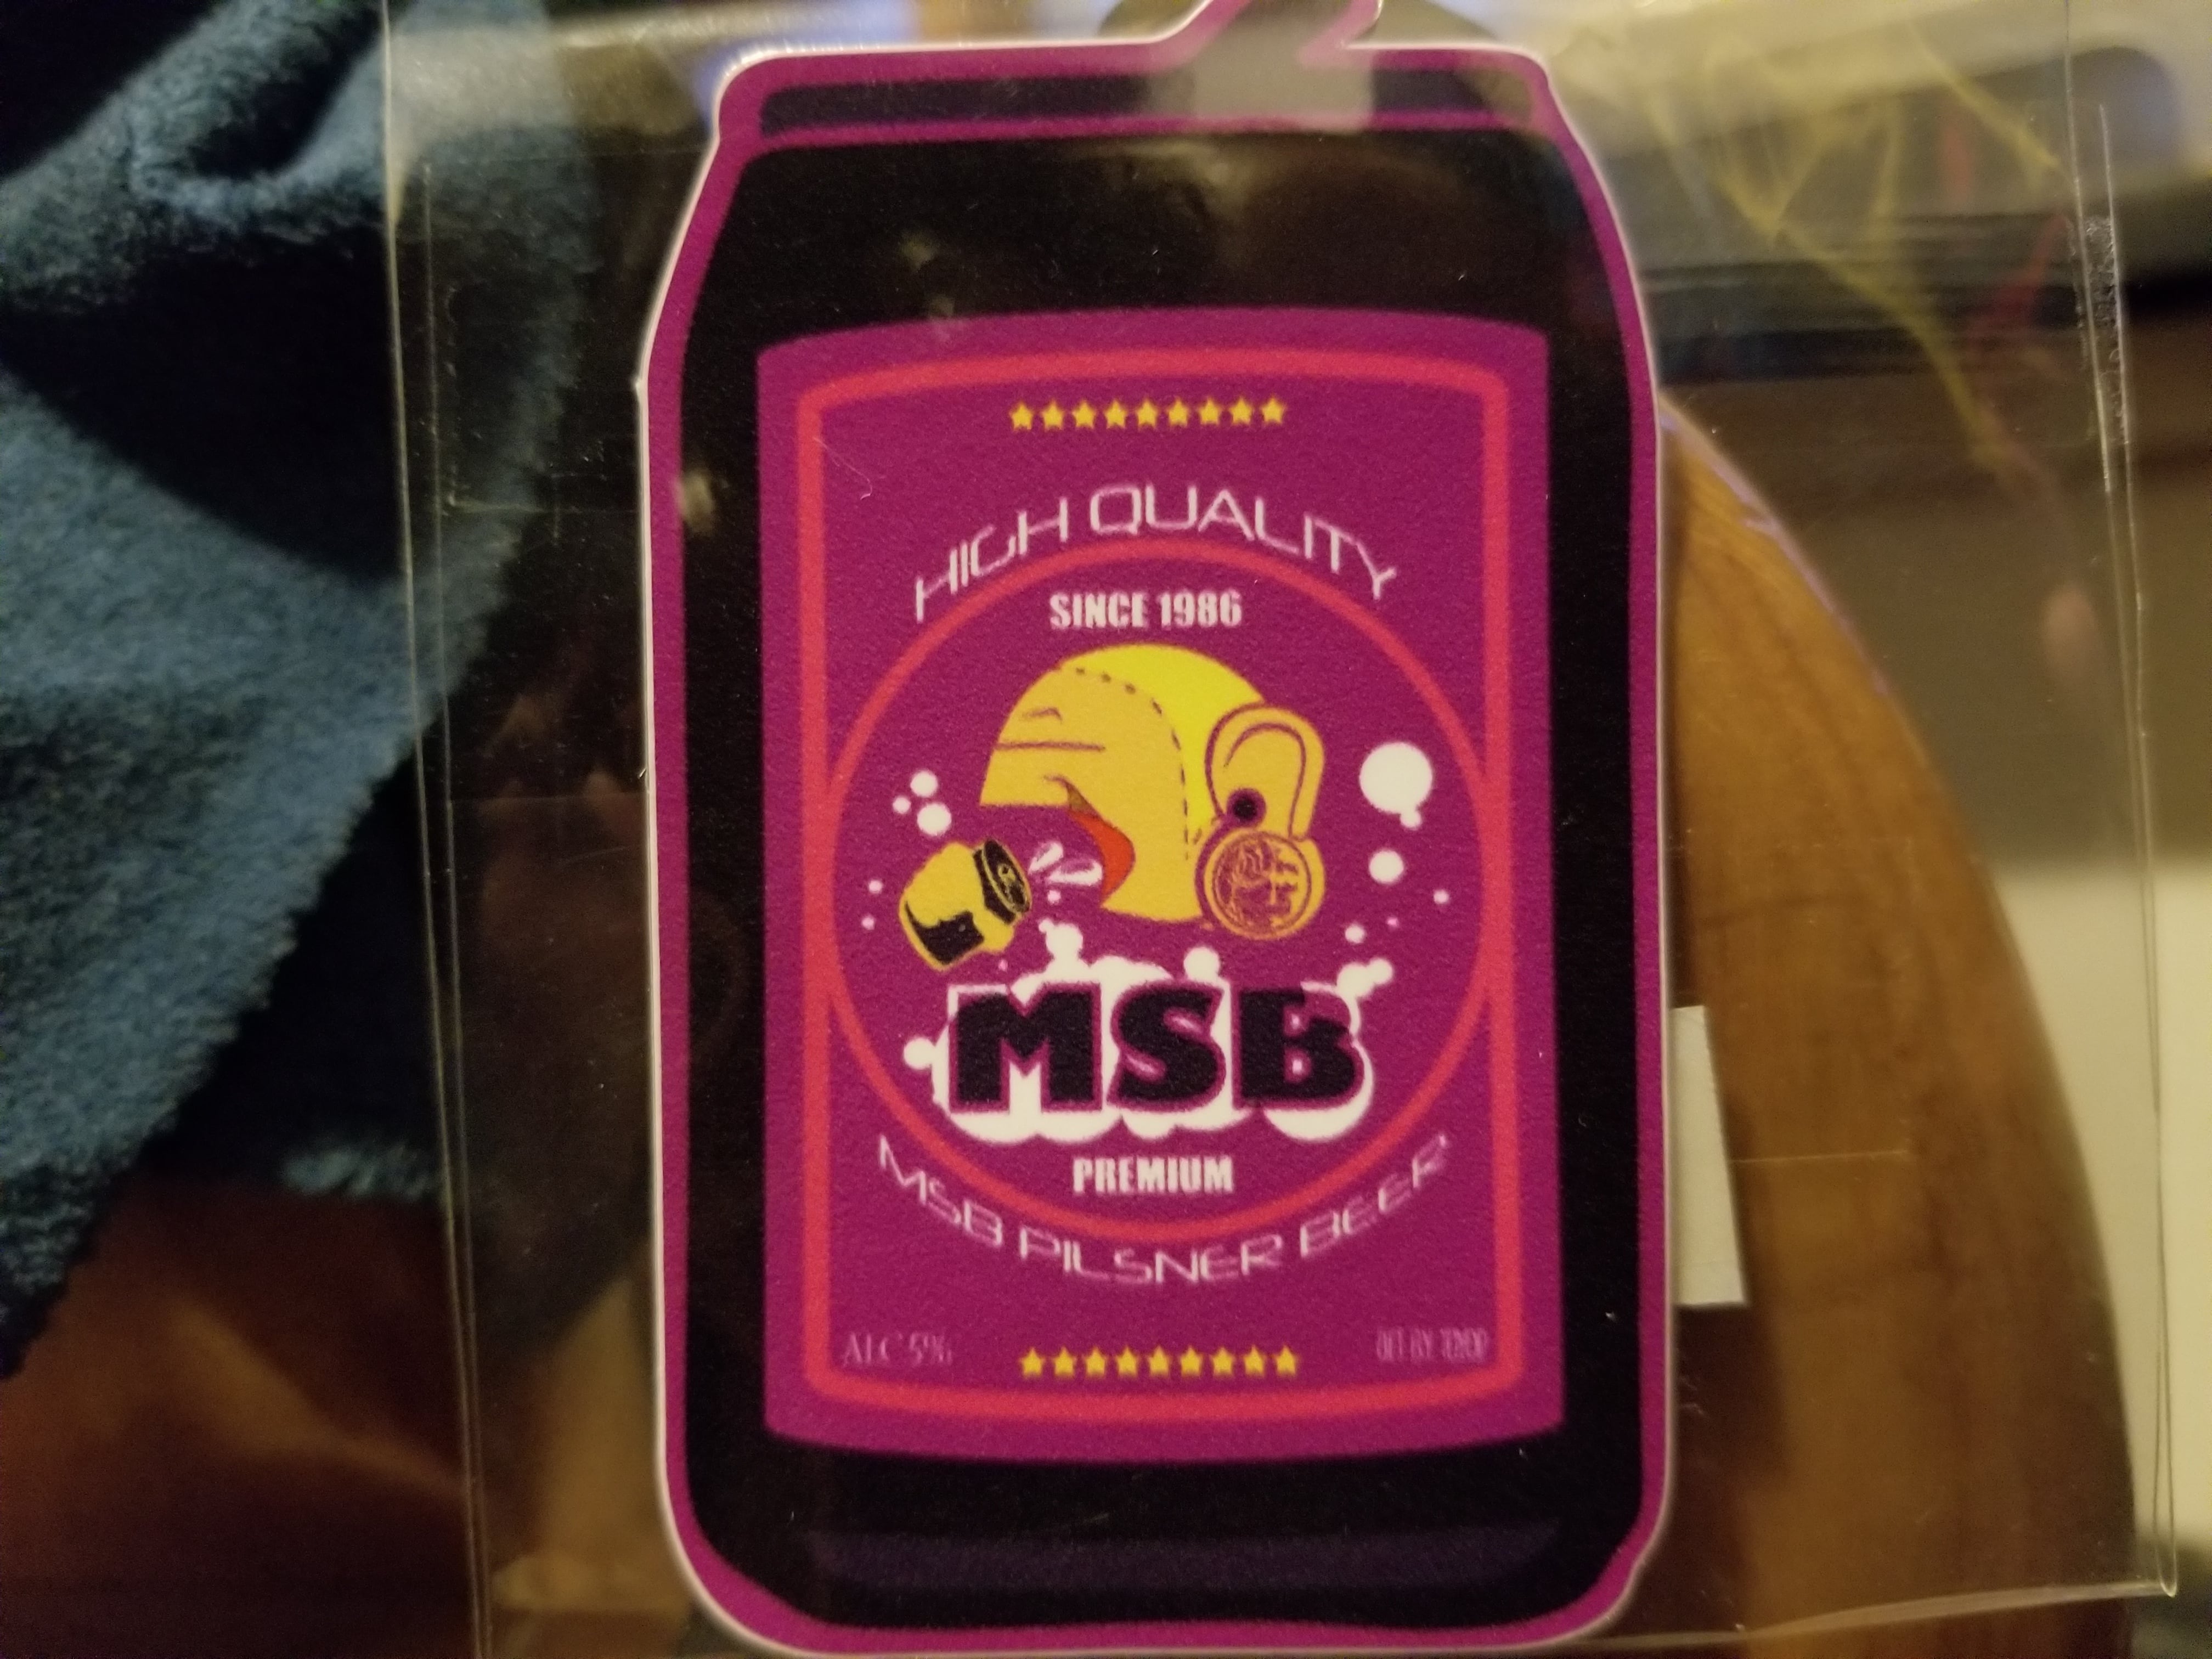 HIGH QUALITY
SINCE 1986
MSB
PREMIUM
MSB PILSNER BEER
ALC 5%